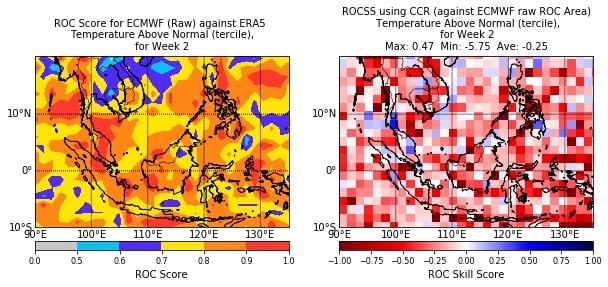 ROC Score for ECMWF (Raw) against ERA5
Temperature Above Normal (tercile),
for Week 2
10°N
0°
10°S
90°E 100°E 110°E 120°E 130°E
0.0 0.5 0.6 0.7 0.8 0.9 1.0
ROC Score
ROCSS using CCR (against ECMWF raw ROC Area)
Temperature Above Normal (tercile),
for Week 2
Max: 0.47 Min: -5.75 Ave: -0.25
10°N
0°
10°S
90°E 100°E 110°E 120°E 130°E
−1.00 −0.75 −0.50 −0.25 0.00 0.25 0.50 0.75 1.00
ROC Skill Score